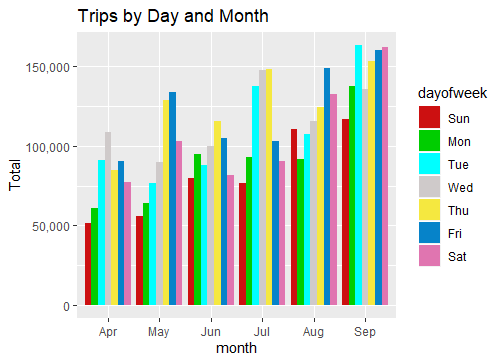 Trips by Day and Month
Total
150,000
100,000
50,000
0
Apr May Jun Jul Aug Sep
month
dayofweek
Sun
Mon
Tue
Wed
Thu
Fri
Sat